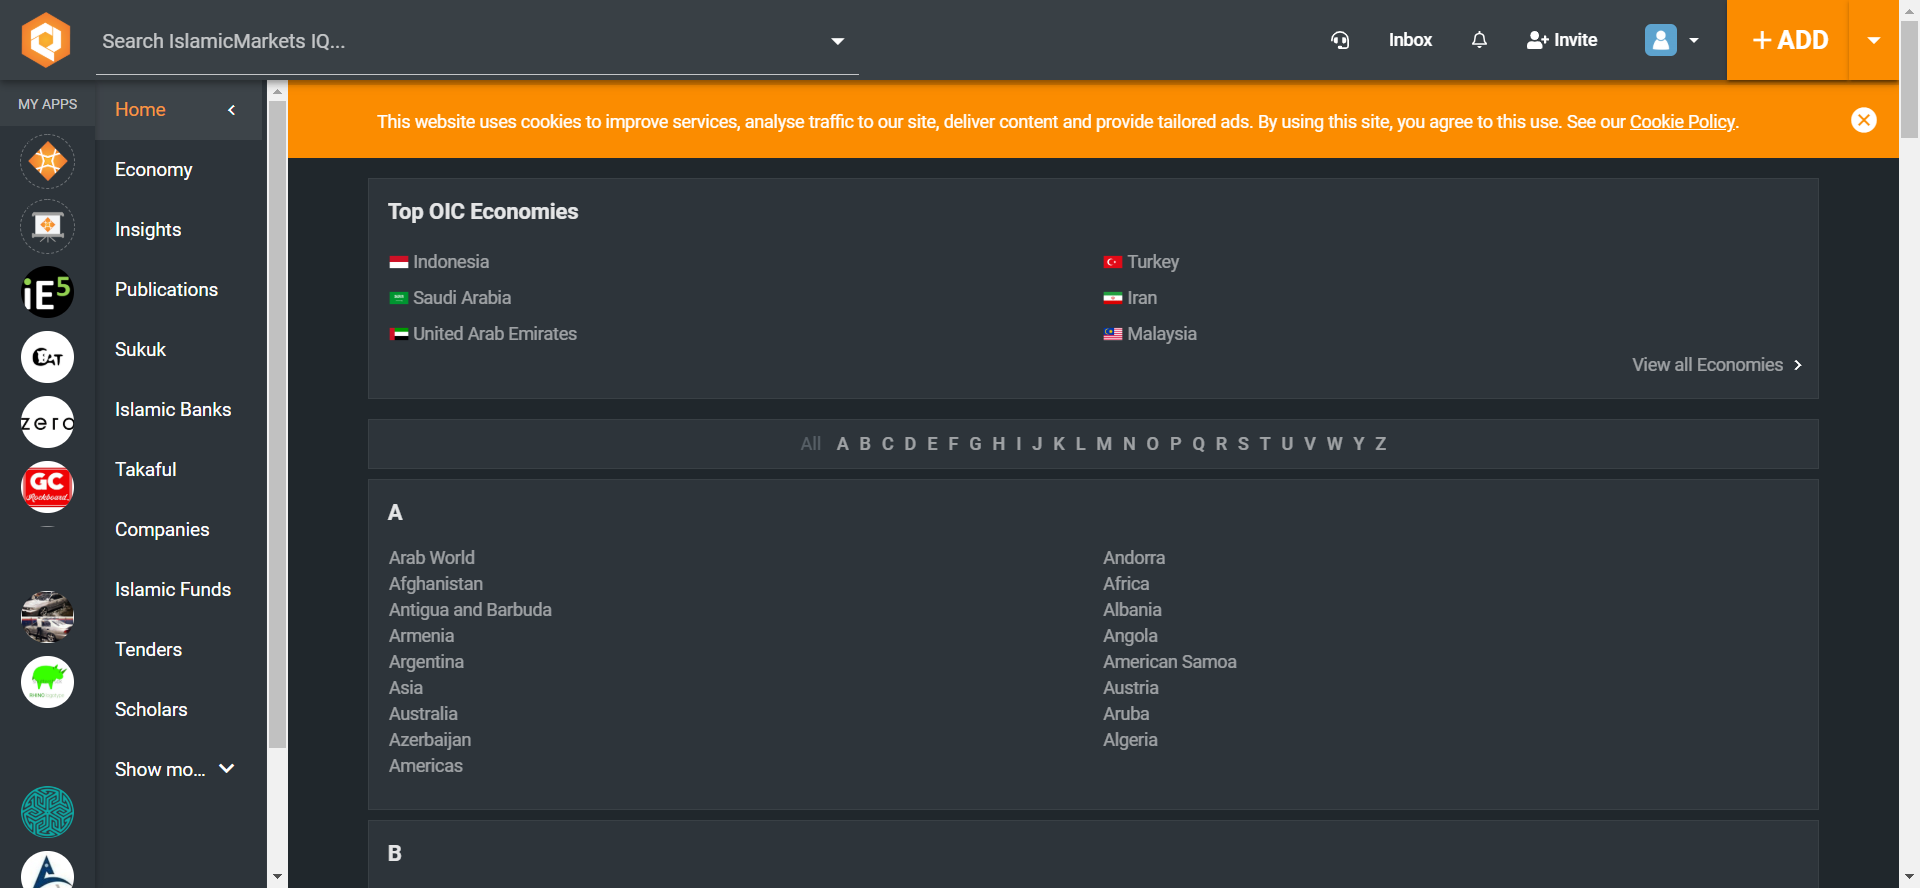 Search IslamicMarkets IQ...
Inbox
Invite
+ ADD
MY APPS
iE5
CBAT
zero
GC
Rockboard
Home
Economy
Insights
Publications
Sukuk
Islamic Banks
Takaful
Companies
Islamic Funds
Tenders
Scholars
Show mo...
This website uses cookies to improve services, analyse traffic to our site, deliver content and provide tailored ads. By using this site, you agree to this use. See our Cookie Policy.
Top OIC Economies
Indonesia
Turkey
Saudi Arabia
Iran
United Arab Emirates
Malaysia
View all Economies
All A B C D E F G H I J K L M N O P Q R S T U V W Y Z
A
Arab World
Andorra
Afghanistan
Africa
Antigua and Barbuda
Albania
Armenia
Angola
Argentina
American Samoa
Asia
Austria
Australia
Aruba
Azerbaijan
Algeria
Americas
B